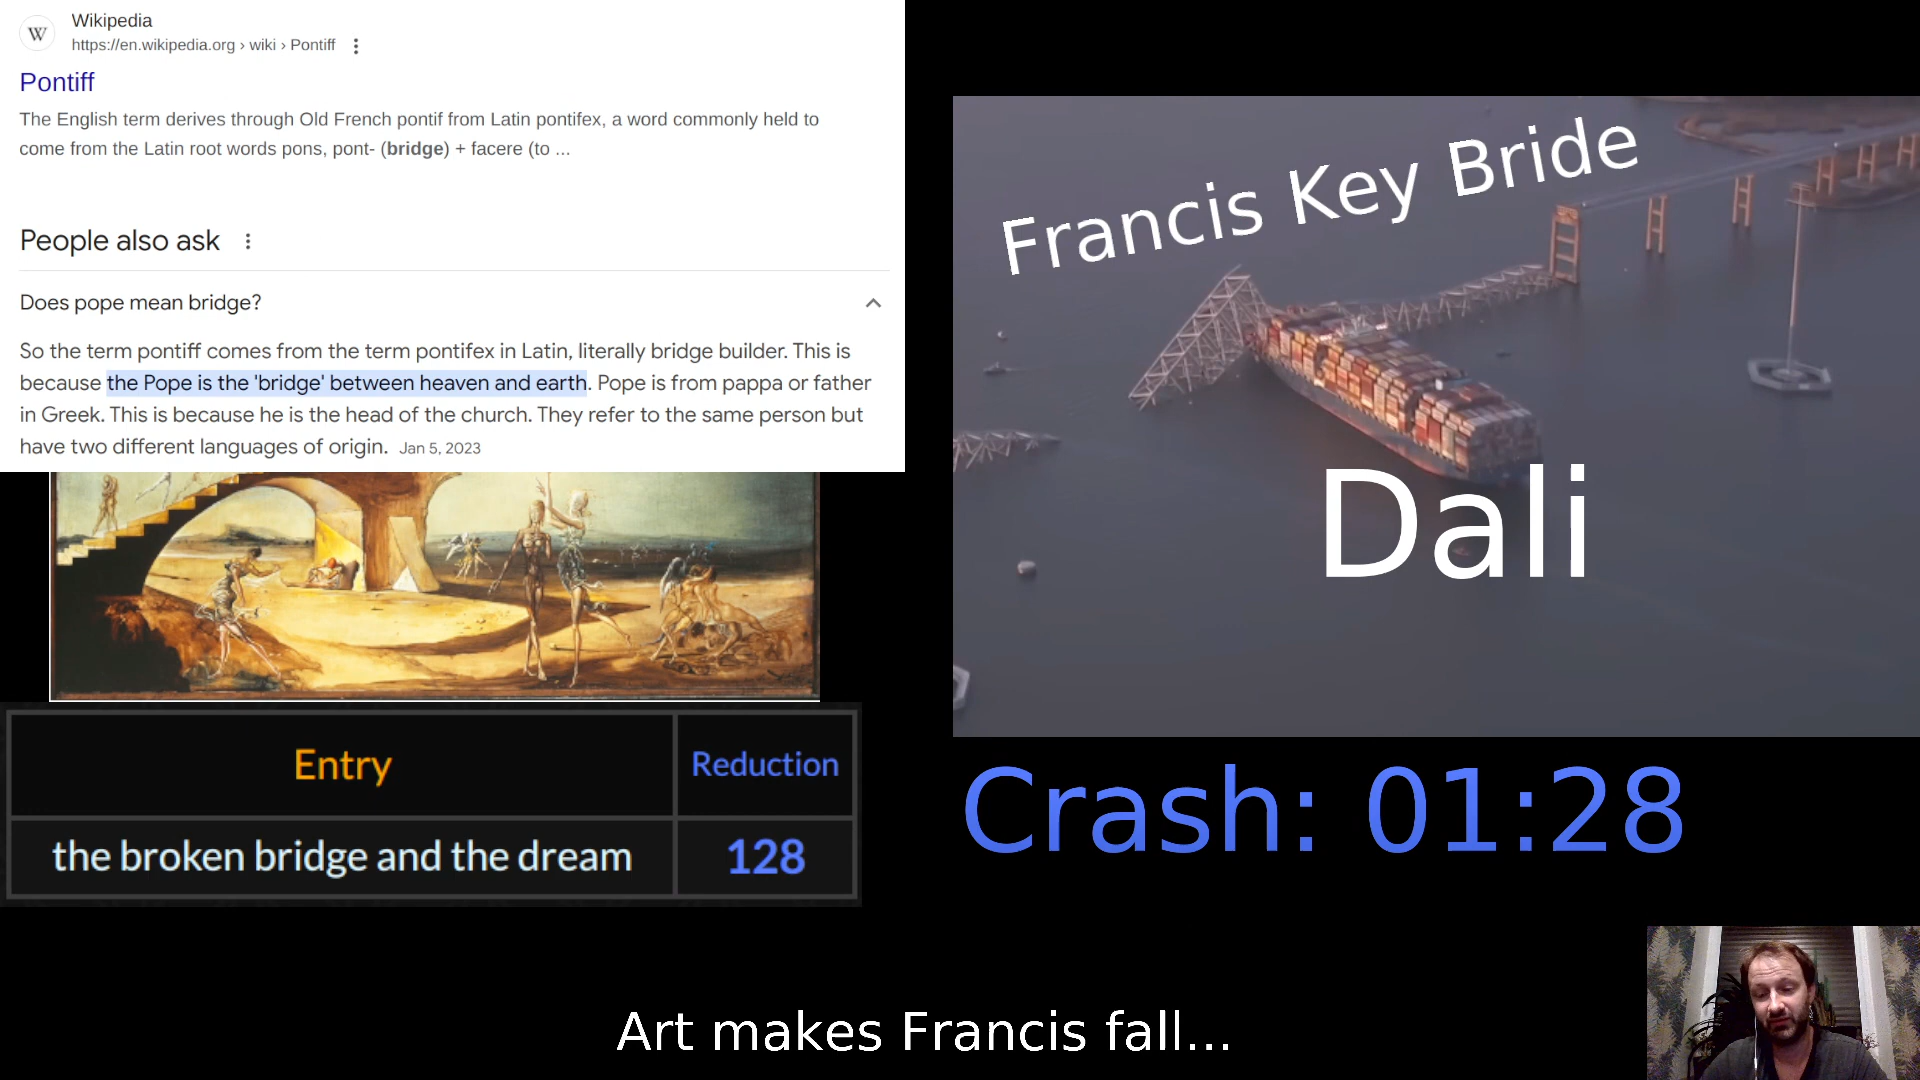 Wikipedia
https://en.wikipedia.org › wiki › Pontiff
Pontiff
The English term derives through Old French pontif from Latin pontifex, a word commonly held to
come from the Latin root words pons, pont- (bridge) + facere (to ...
People also ask
Does pope mean bridge?
So the term pontiff comes from the term pontifex in Latin, literally bridge builder. This is
because the Pope is the 'bridge' between heaven and earth. Pope is from pappa or father
in Greek. This is because he is the head of the church. They refer to the same person but
have two different languages of origin. Jan 5, 2023
Entry Reduction
the broken bridge and the dream 128
Francis Key Bride
Dali
Crash: 01:28
Art makes Francis fall...